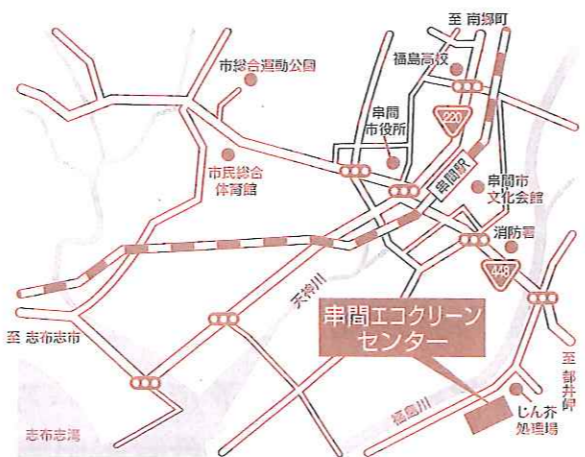 至 南郷町
福島高校
市総合運動公園
220
串間
市役所
市民総合
体育館
串間駅
串間市
文化会館
消防署
448
天神川
串間エコクリーン
センター
至 志布志市
至 都井岬
福島川
じん芥
処理場
志布志湾